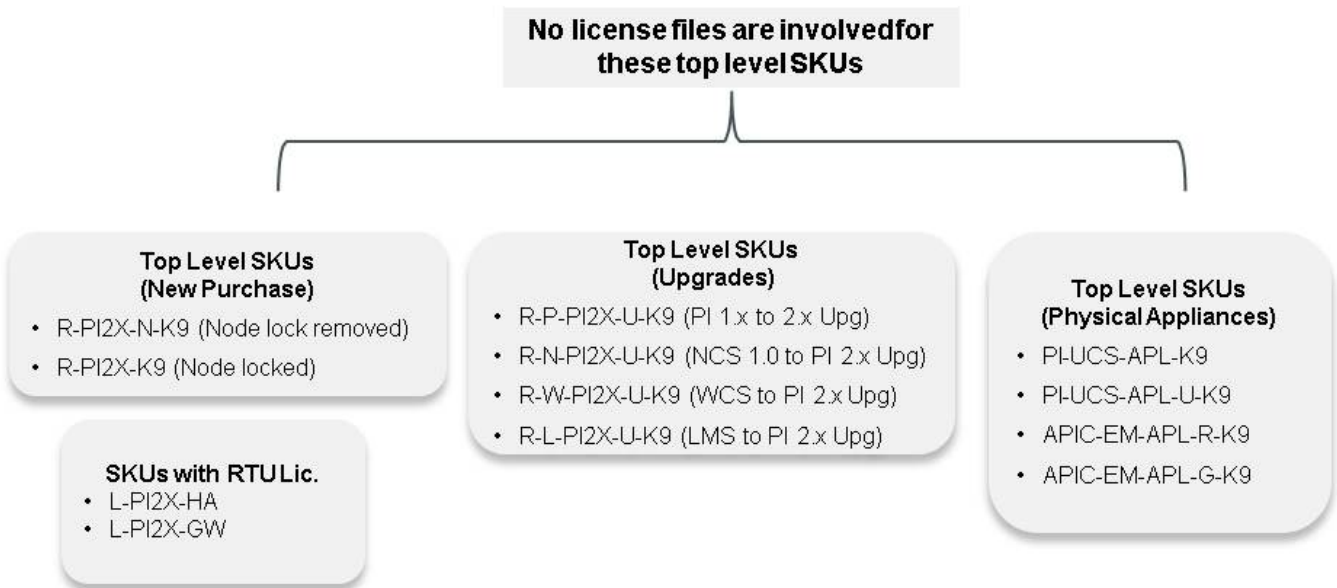 No license files are involvedfor
these top level SKUs
Top Level SKUs
(New Purchase)
• R-PI2X-N-K9 (Node lock removed)
• R-PI2X-K9 (Node locked)
SKUs with RTU Lic.
• L-PI2X-HA
• L-PI2X-GW
Top Level SKUs
(Upgrades)
• R-P-PI2X-U-K9 (PI 1.x to 2.x Upg)
• R-N-PI2X-U-K9 (NCS 1.0 to PI 2.x Upg)
• R-W-PI2X-U-K9 (WCS to PI 2.x Upg)
• R-L-PI2X-U-K9 (LMS to PI 2.x Upg)
Top Level SKUs
(Physical Appliances)
• PI-UCS-APL-K9
• PI-UCS-APL-U-K9
• APIC-EM-APL-R-K9
• APIC-EM-APL-G-K9